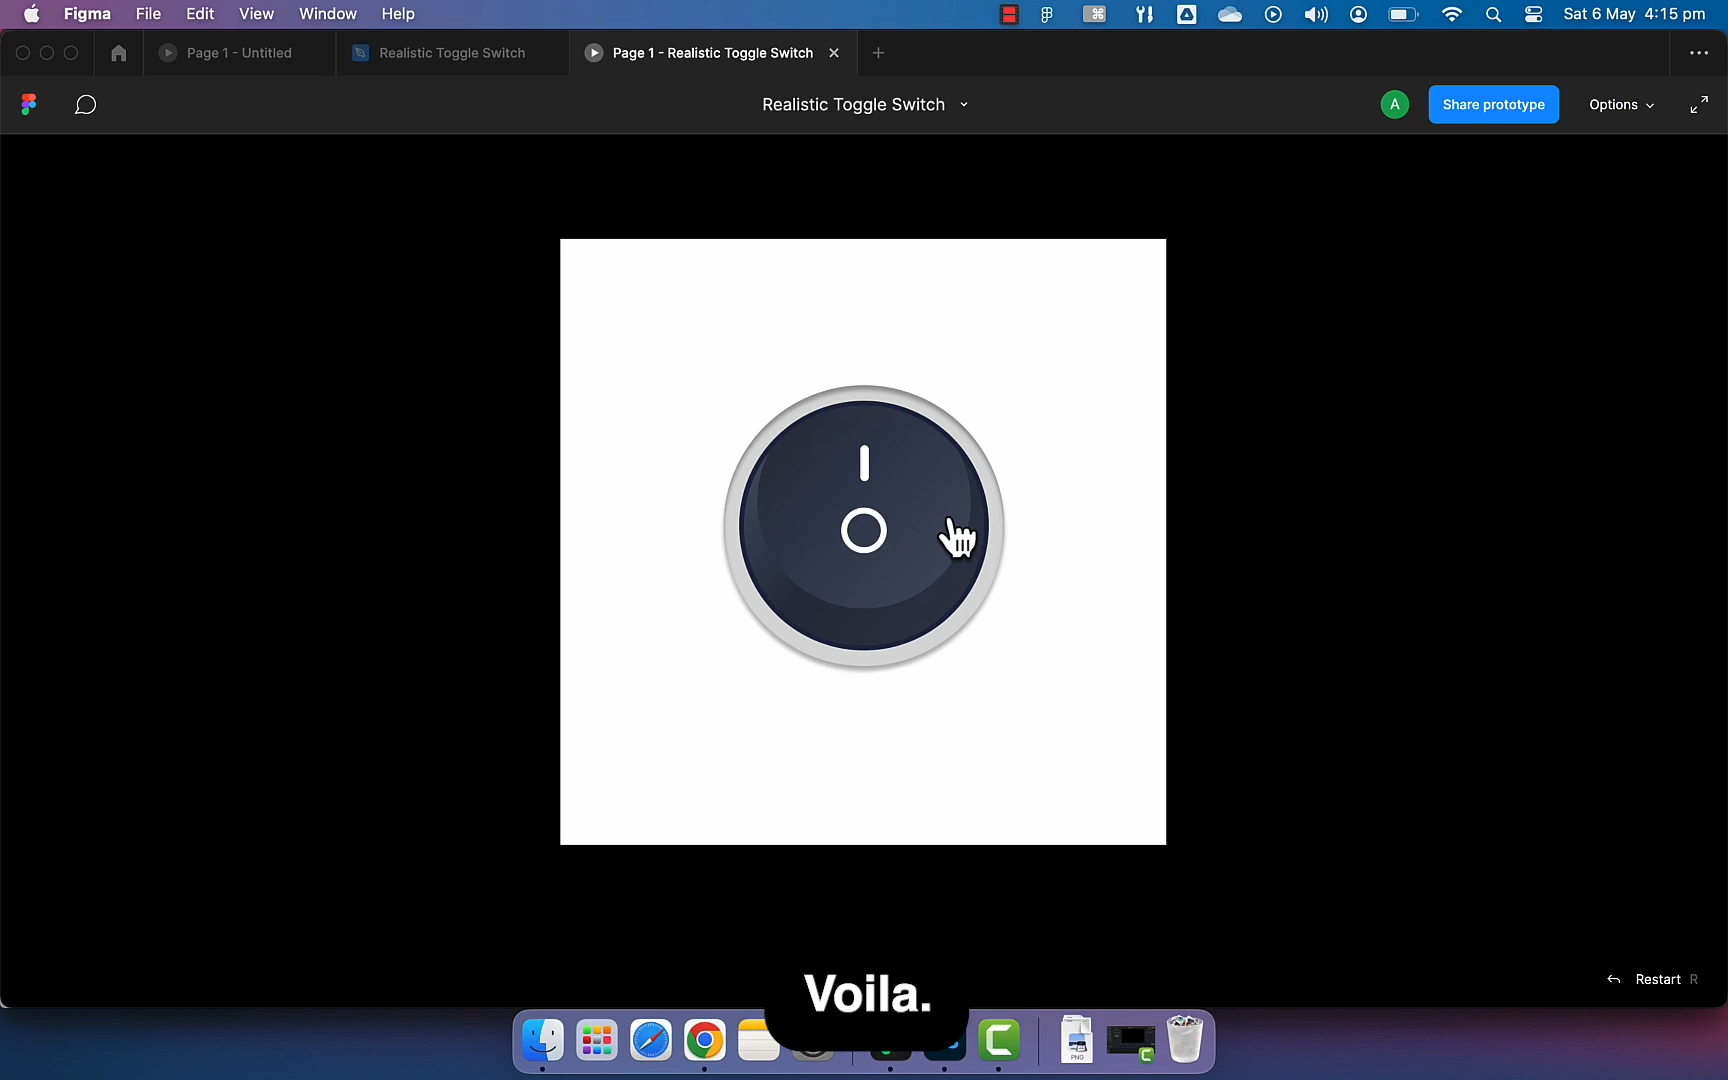 Figma File Edit View Window Help Sat 6 May 4:15 pm
Page 1 - Untitled Realistic Toggle Switch Page 1 - Realistic Toggle Switch
Realistic Toggle Switch A Share prototype Options
Restart R
Voila.
PNG